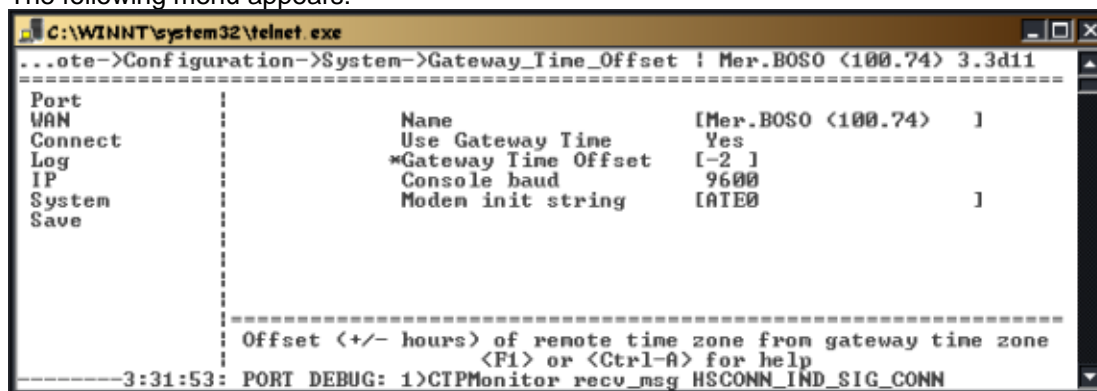 The following menu appears:
C:\WINNT\system32\telnet.exe
...ote->Configuration->System->Gateway_Time_Offset ¦ Mer.BOSO (100.74) 3.3d11
Port
WAN Name [Mer.BOSO (100.74) ]
Connect Use Gateway Time Yes
Log *Gateway Time Offset [-2 ]
IP Console baud 9600
System Modem init string [ATE0 ]
Save
Offset (+/- hours) of remote time zone from gateway time zone
<F1> or <Ctrl-A> for help
--------3:31:53: PORT DEBUG: 1)CTPMonitor recv_msg HSCONN_IND_SIG_CONN